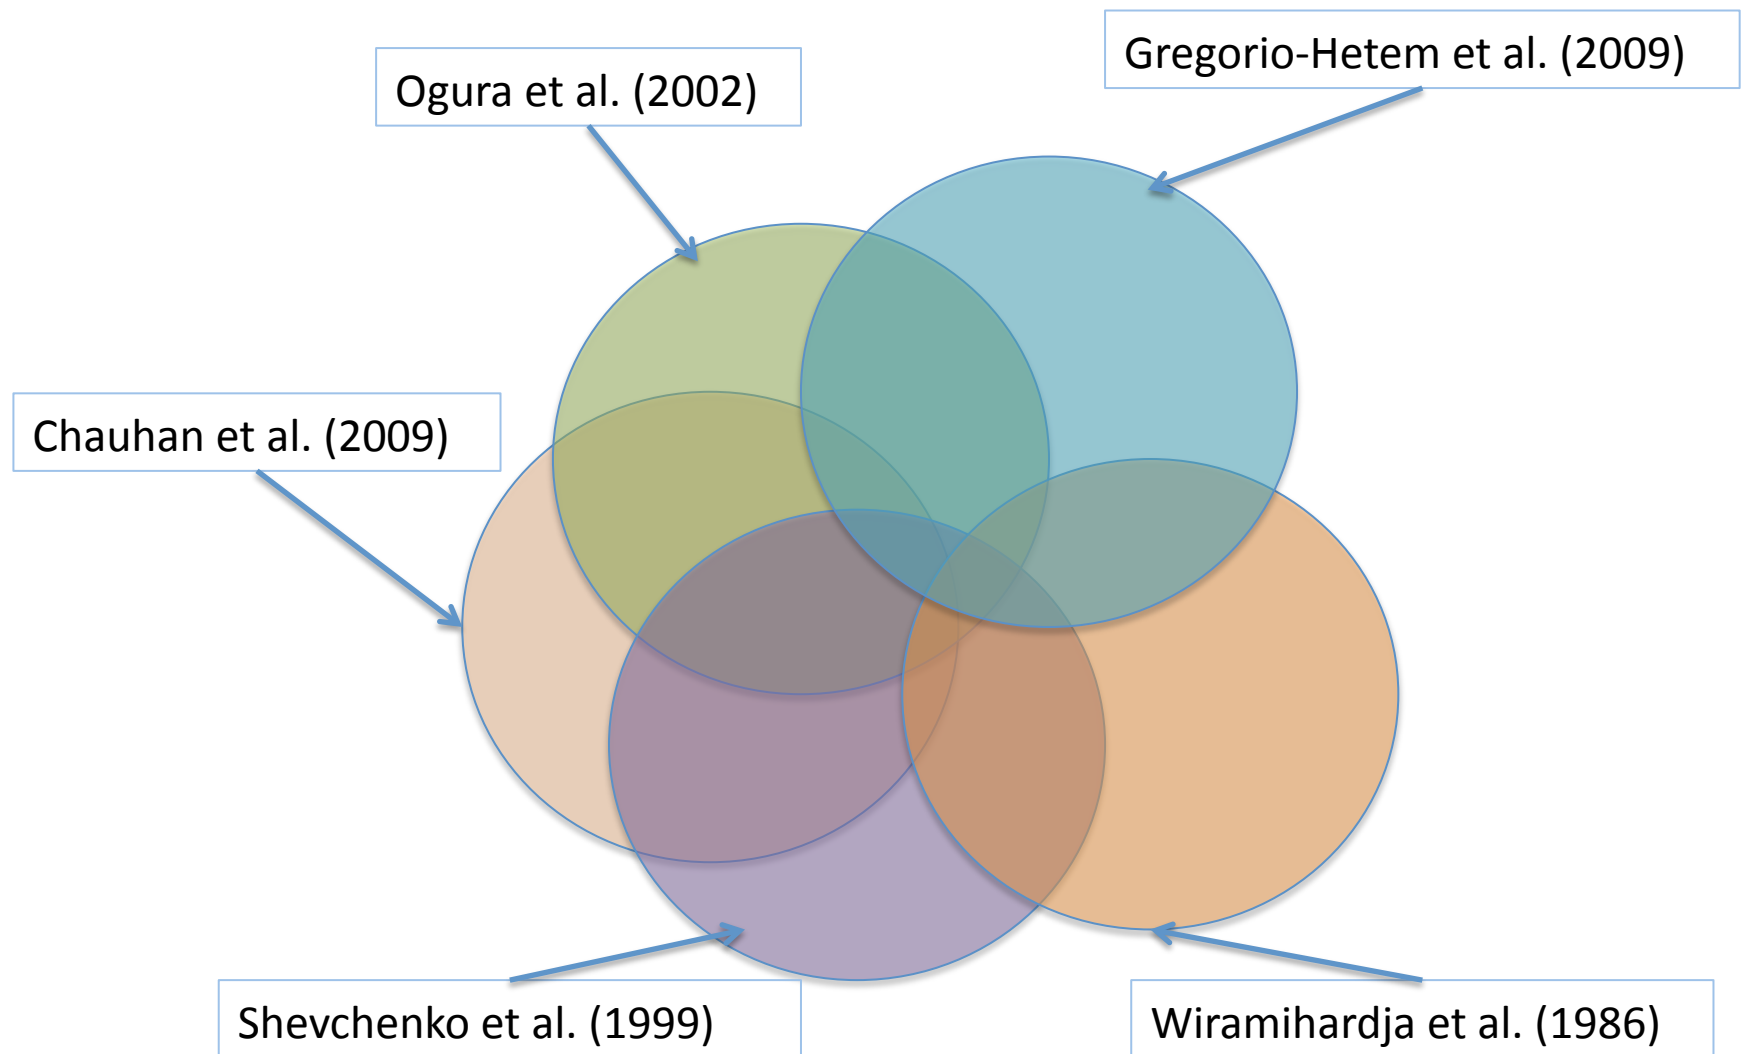 Gregorio-Hetem et al. (2009)
Ogura et al. (2002)
Chauhan et al. (2009)
Shevchenko et al. (1999)
Wiramihardja et al. (1986)